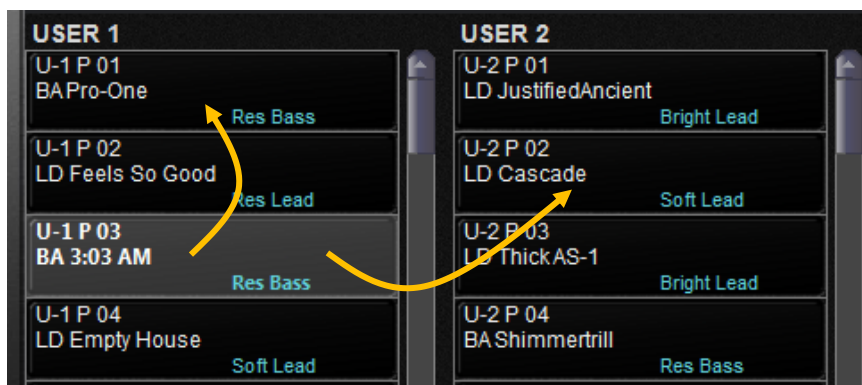 USER 1
U-1 P 01
BA Pro-One
Res Bass
U-1 P 02
LD Feels So Good
Res Lead
U-1 P 03
BA 3:03 AM
Res Bass
U-1 P 04
LD Empty House
Soft Lead
USER 2
U-2 P 01
LD JustifiedAncient
Bright Lead
U-2 P 02
LD Cascade
Soft Lead
U-2 P 03
LD ThickAS-1
Bright Lead
U-2 P 04
BA Shimmertrill
Res Bass